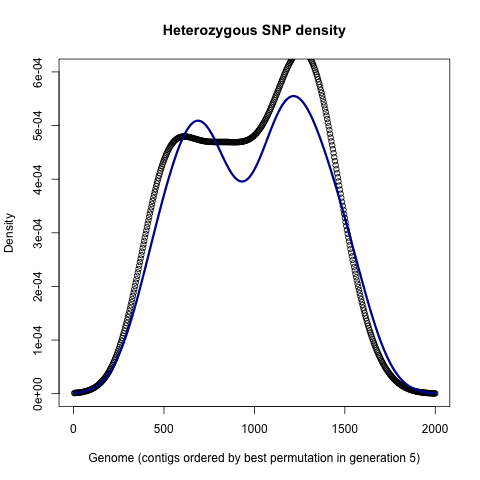 Heterozygous SNP density
Density
6e-04
5e-04
4e-04
3e-04
2e-04
1e-04
0e+00
0 500 1000 1500 2000
Genome (contigs ordered by best permutation in generation 5)